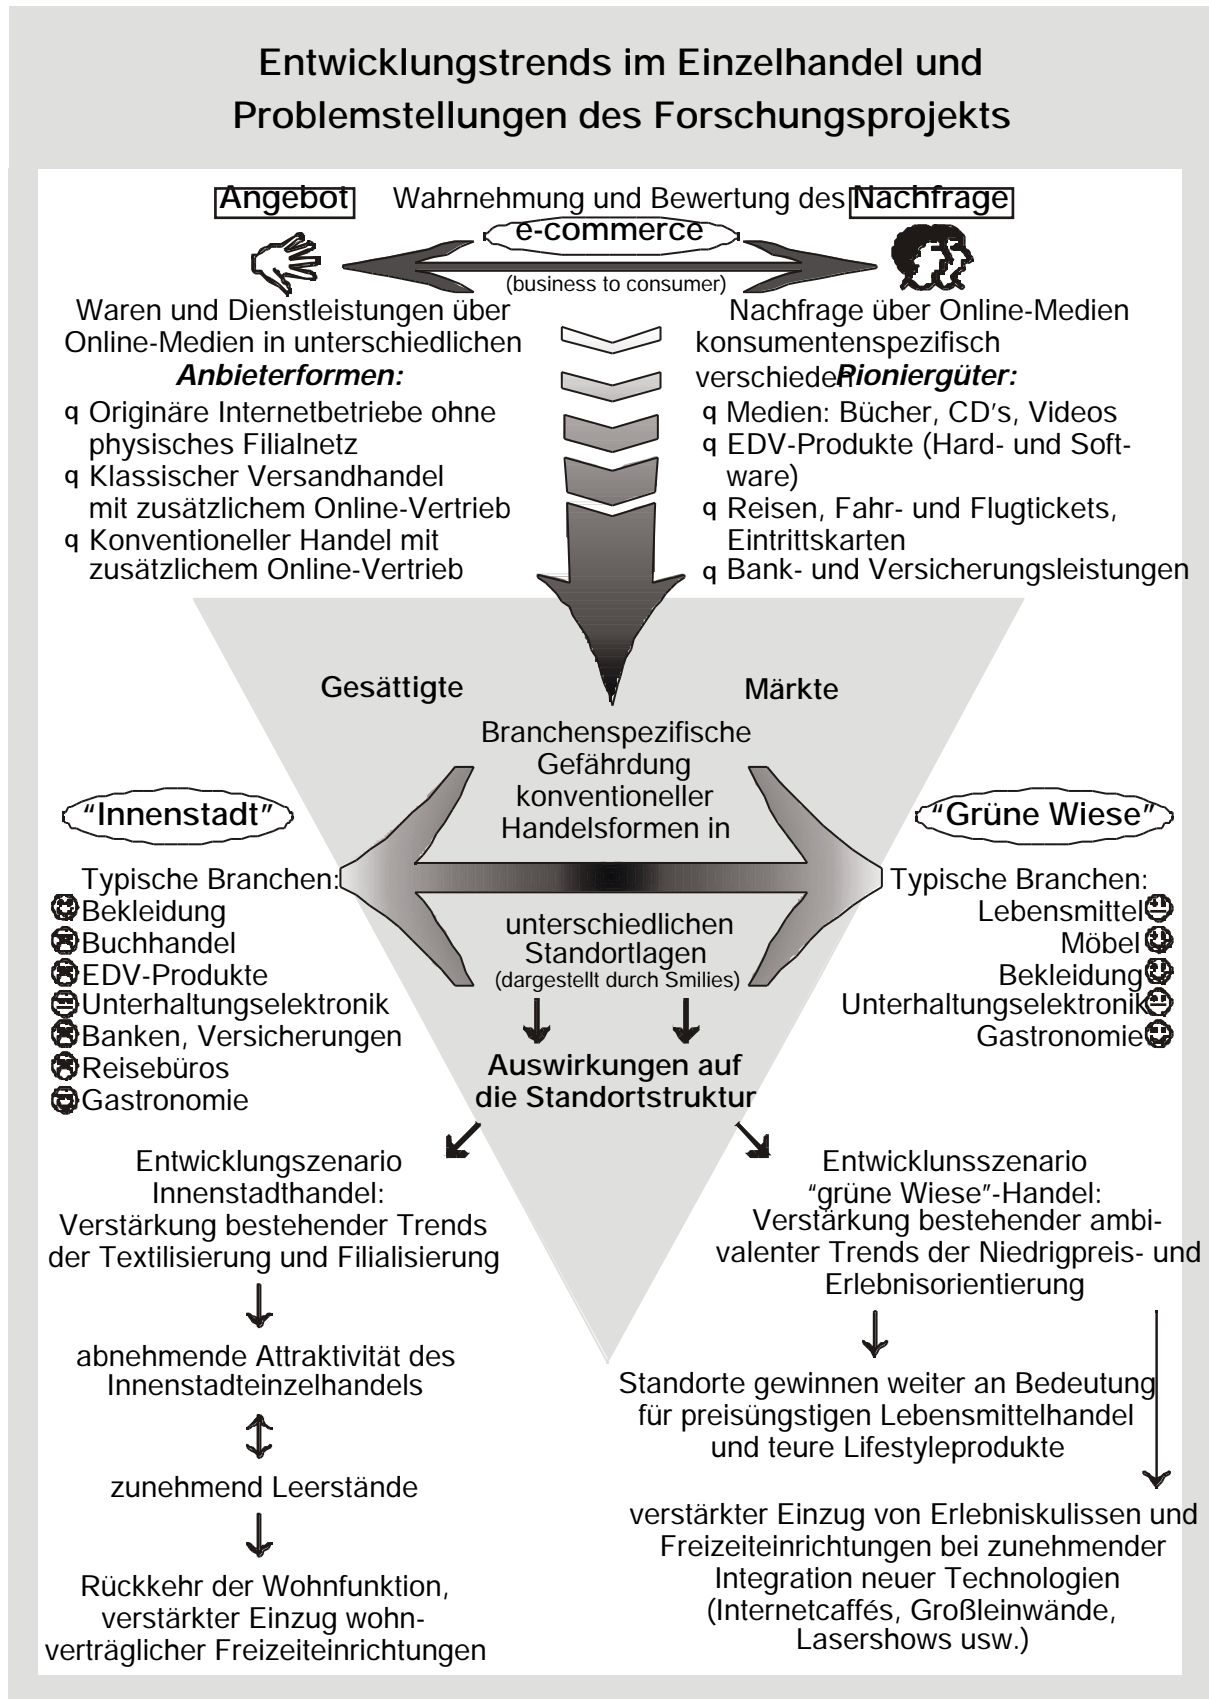 Entwicklungstrends im Einzelhandel und
Problemstellungen des Forschungsprojekts
Angebot
Wahrnehmung und Bewertung des
Nachfrage
e-commerce
(business to consumer)
Waren und Dienstleistungen über
Online-Medien in unterschiedlichen
Anbieterformen:
q Originäre Internetbetriebe ohne
physisches Filialnetz
q Klassischer Versandhandel
mit zusätzlichem Online-Vertrieb
q Konventioneller Handel mit
zusätzlichem Online-Vertrieb
Nachfrage über Online-Medien
konsumentenspezifisch
verschieden
Pioniergüter:
q Medien: Bücher, CD's, Videos
q EDV-Produkte (Hard- und Soft-
ware)
q Reisen, Fahr- und Flugtickets,
Eintrittskarten
q Bank- und Versicherungsleistungen
Gesättigte Märkte
Branchenspezifische
Gefährdung
konventioneller
Handelsformen in
unterschiedlichen
Standortlagen
(dargestellt durch Smilies)
“Innenstadt”
Typische Branchen:
Bekleidung
Buchhandel
EDV-Produkte
Unterhaltungselektronik
Banken, Versicherungen
Reisebüros
Gastronomie
“Grüne Wiese”
Typische Branchen:
Lebensmittel
Möbel
Bekleidung
Unterhaltungselektronik
Gastronomie
Auswirkungen auf
die Standortstruktur
Entwicklungszenario
Innenstadthandel:
Verstärkung bestehender Trends
der Textilisierung und Filialisierung
abnehmende Attraktivität des
Innenstadteinzelhandels
zunehmend Leerstände
Rückkehr der Wohnfunktion,
verstärkter Einzug wohn-
verträglicher Freizeiteinrichtungen
Entwicklunsszenario
“grüne Wiese”-Handel:
Verstärkung bestehender ambi-
valenter Trends der Niedrigpreis- und
Erlebnisorientierung
Standorte gewinnen weiter an Bedeutung
für preisüngstigen Lebensmittelhandel
und teure Lifestyleprodukte
verstärkter Einzug von Erlebniskulissen und
Freizeiteinrichtungen bei zunehmender
Integration neuer Technologien
(Internetcaffés, Großleinwände,
Lasershows usw.)